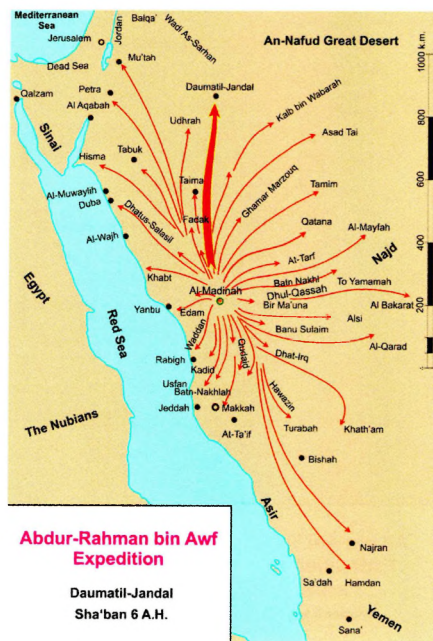 Mediterranean
Sea
Jerusalem
Jordan
Balqa'
Wadi As-Sarhan
An-Nafud Great Desert
Dead Sea
Mu'tah
Petra
Daumatil-Jandal
Qalzam
Al Aqabah
Kalb bin Wabarah
Udhrah
Asad Tai
Sinai
Hisma
Tabuk
Taima
Ghamar Marzouq
Tamim
Al-Muwaylih
Duba
Dhatus-Salasil
Fadak
Qatana
Al-Mayfah
Al-Wajh
Al-Tarf
Najd
Egypt
Khabt
Al-Madinah
Batn Nakhl
To Yamamah
Dhul-Qassah
Yanbu
Edam
Bir Ma'una
Al Bakarat
Red Sea
Waddan
Alsi
Banu Sulaim
Al-Qarad
Rabigh
Kadid
Qudaid
Dhat-Irq
Usfan
Batn-Nakhlah
Hawazin
Jeddah
Makkah
The Nubians
At-Ta'if
Turabah
Khath'am
Bishah
Asir
Najran
Sa'dah
Hamdan
Sana'
Yemen
1000 km.
800
600
400
200
0
Abdur-Rahman bin Awf
Expedition
Daumatil-Jandal
Sha'ban 6 A.H.